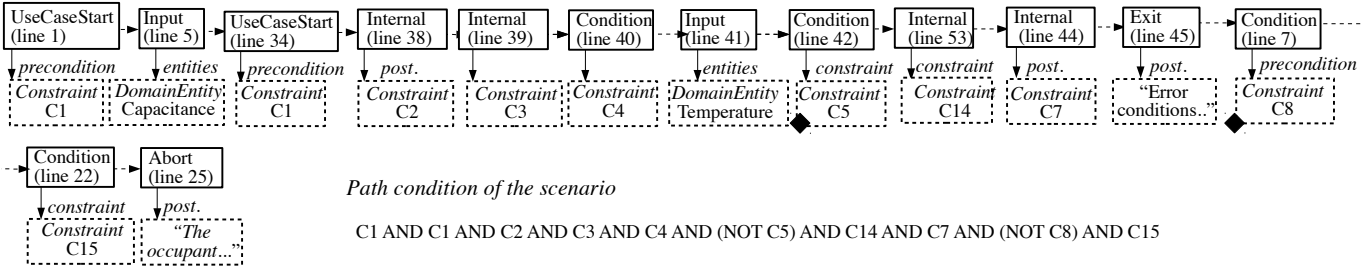 UseCaseStart Input UseCaseStart Internal Internal Condition Input Condition Internal Internal Exit Condition
(line 1) (line 5) (line 34) (line 38) (line 39) (line 40) (line 41) (line 42) (line 53) (line 44) (line 45) (line 7)
precondition entities precondition post. entities constraint constraint post. post. precondition
Constraint DomainEntity Constraint Constraint Constraint Constraint DomainEntity Constraint Constraint Constraint “Error Constraint
C1 Capacitance C1 C2 C3 C4 Temperature C5 C14 C7 conditions..” C8
Condition Abort
(line 22) (line 25)
constraint post.
Constraint “The
C15 occupant...”
Path condition of the scenario
C1 AND C1 AND C2 AND C3 AND C4 AND (NOT C5) AND C14 AND C7 AND (NOT C8) AND C15